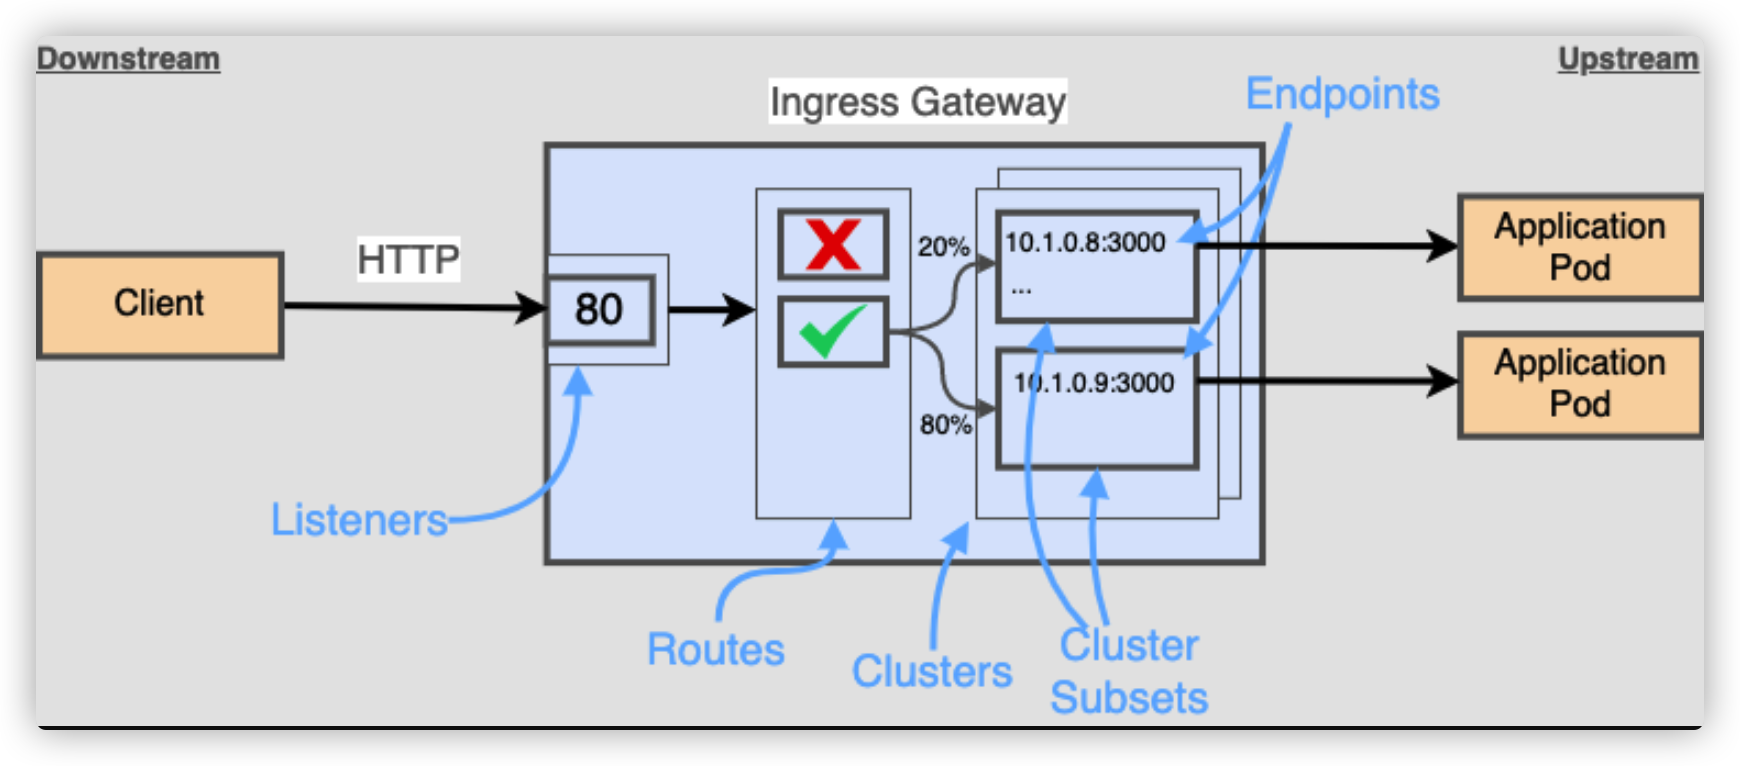 Downstream
Upstream
Ingress Gateway
Endpoints
HTTP
Client
80
20%
80%
10.1.0.8:3000
...
10.1.0.9:3000
Application
Pod
Application
Pod
Listeners
Routes
Clusters
Cluster
Subsets